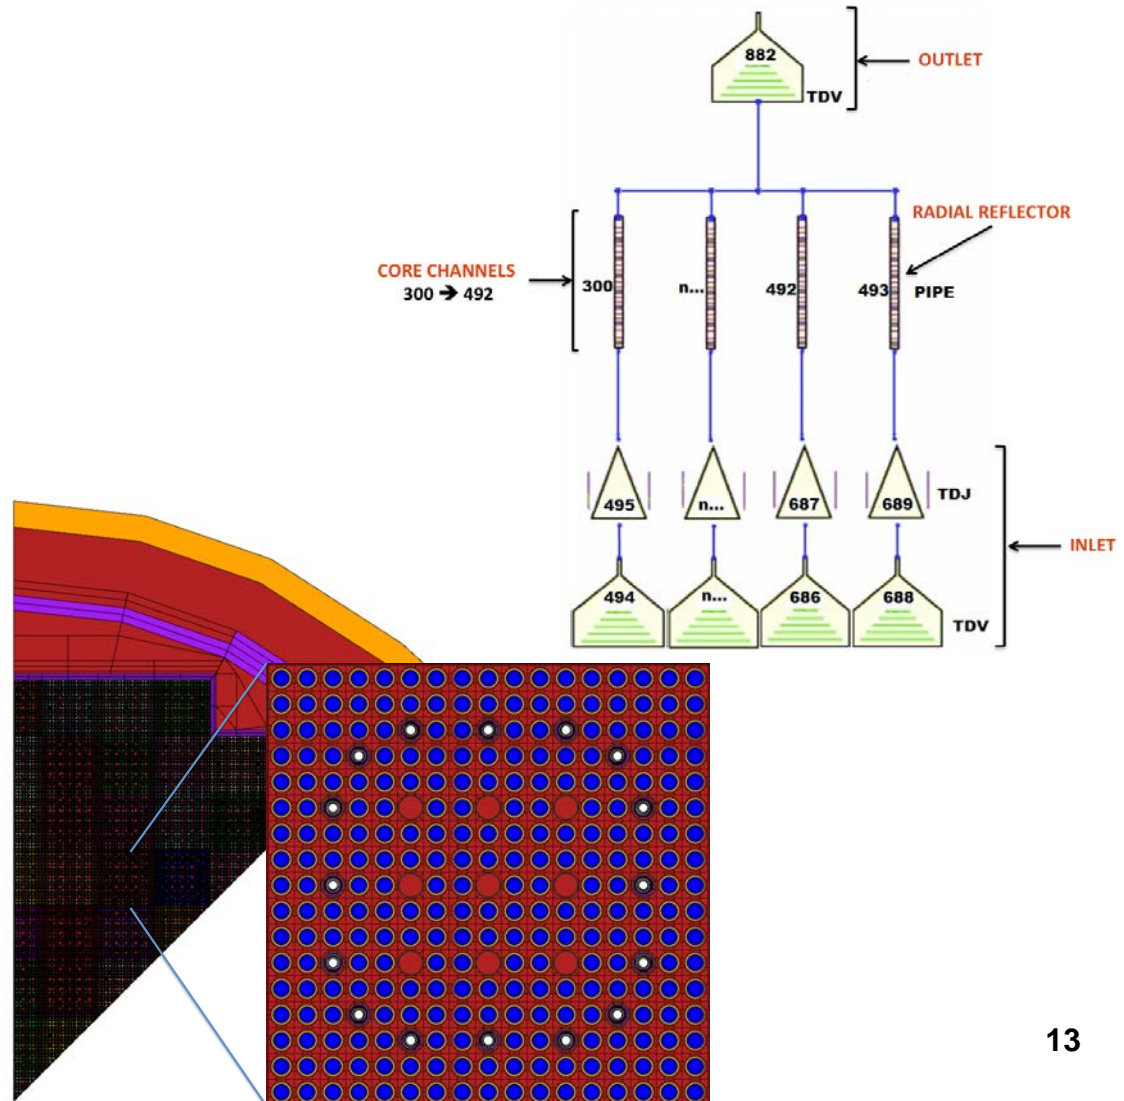 882
OUTLET
TDV
RADIAL REFLECTOR
CORE CHANNELS
300 → 492
300
n...
492
493
PIPE
495
n...
687
689
TDJ
INLET
494
n...
686
688
TDV
13